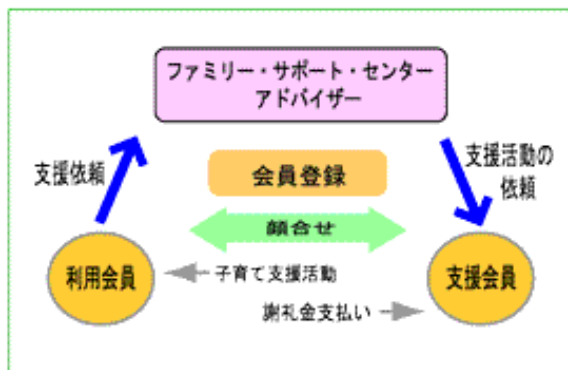 ファミリー・サポート・センター
アドバイザー
支援依頼
支援活動の
依頼
会員登録
顔合せ
利用会員
支援会員
子育て支援活動
謝礼金支払い